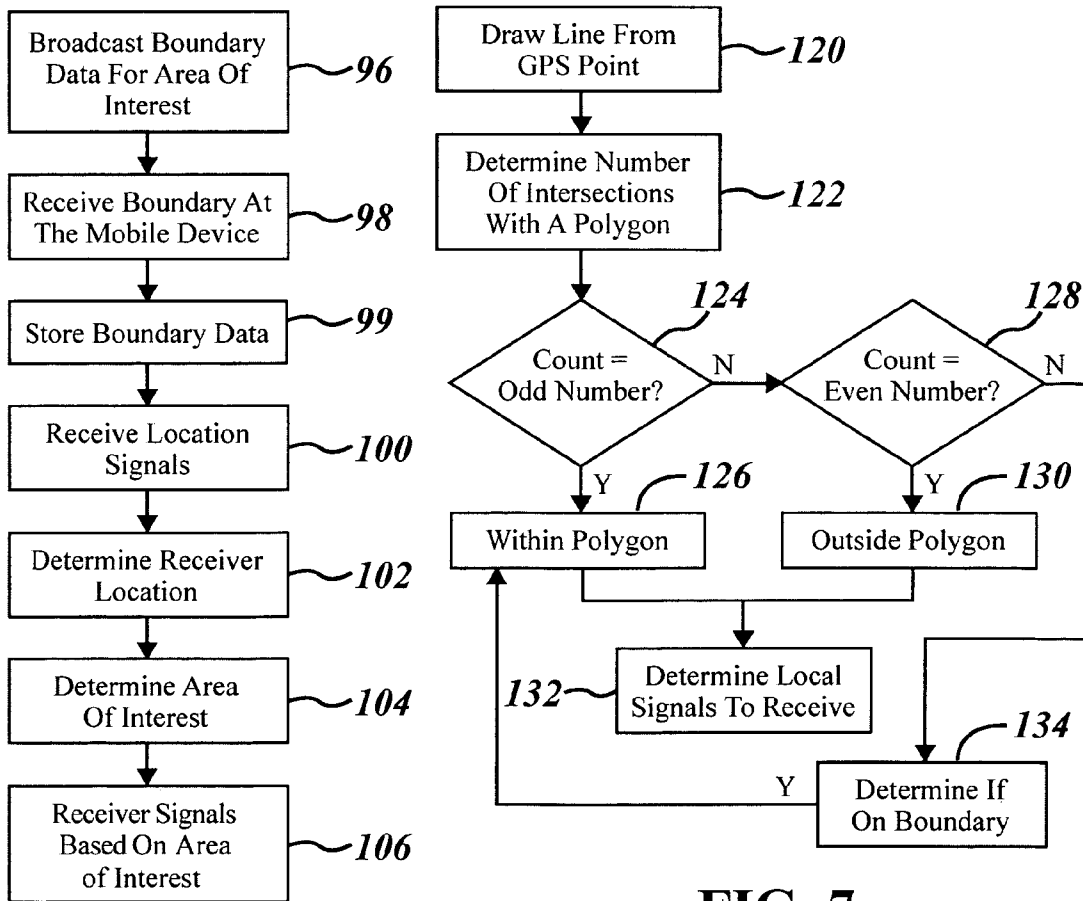 Broadcast Boundary
Data For Area Of
Interest
96
Receive Boundary At
The Mobile Device
98
Store Boundary Data
99
Receive Location
Signals
100
Determine Receiver
Location
102
Determine Area
Of Interest
104
Receiver Signals
Based On Area
of Interest
106
Draw Line From
GPS Point
120
Determine Number
Of Intersections
With A Polygon
122
124
Count =
Odd Number?
N
Y
128
Count =
Even Number?
N
Y
126
Within Polygon
130
Outside Polygon
132
Determine Local
Signals To Receive
134
Determine If
On Boundary
Y
FIG. 7